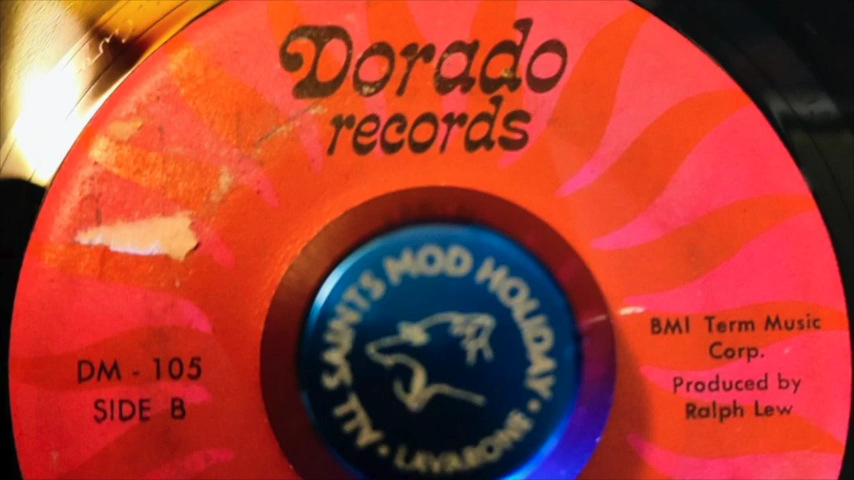 Dorado
records
ALL SAINTS MOD HOLIDAY • LAVARONE •
DM - 105
SIDE B
BMI Term Music
Corp.
Produced by
Ralph Lew